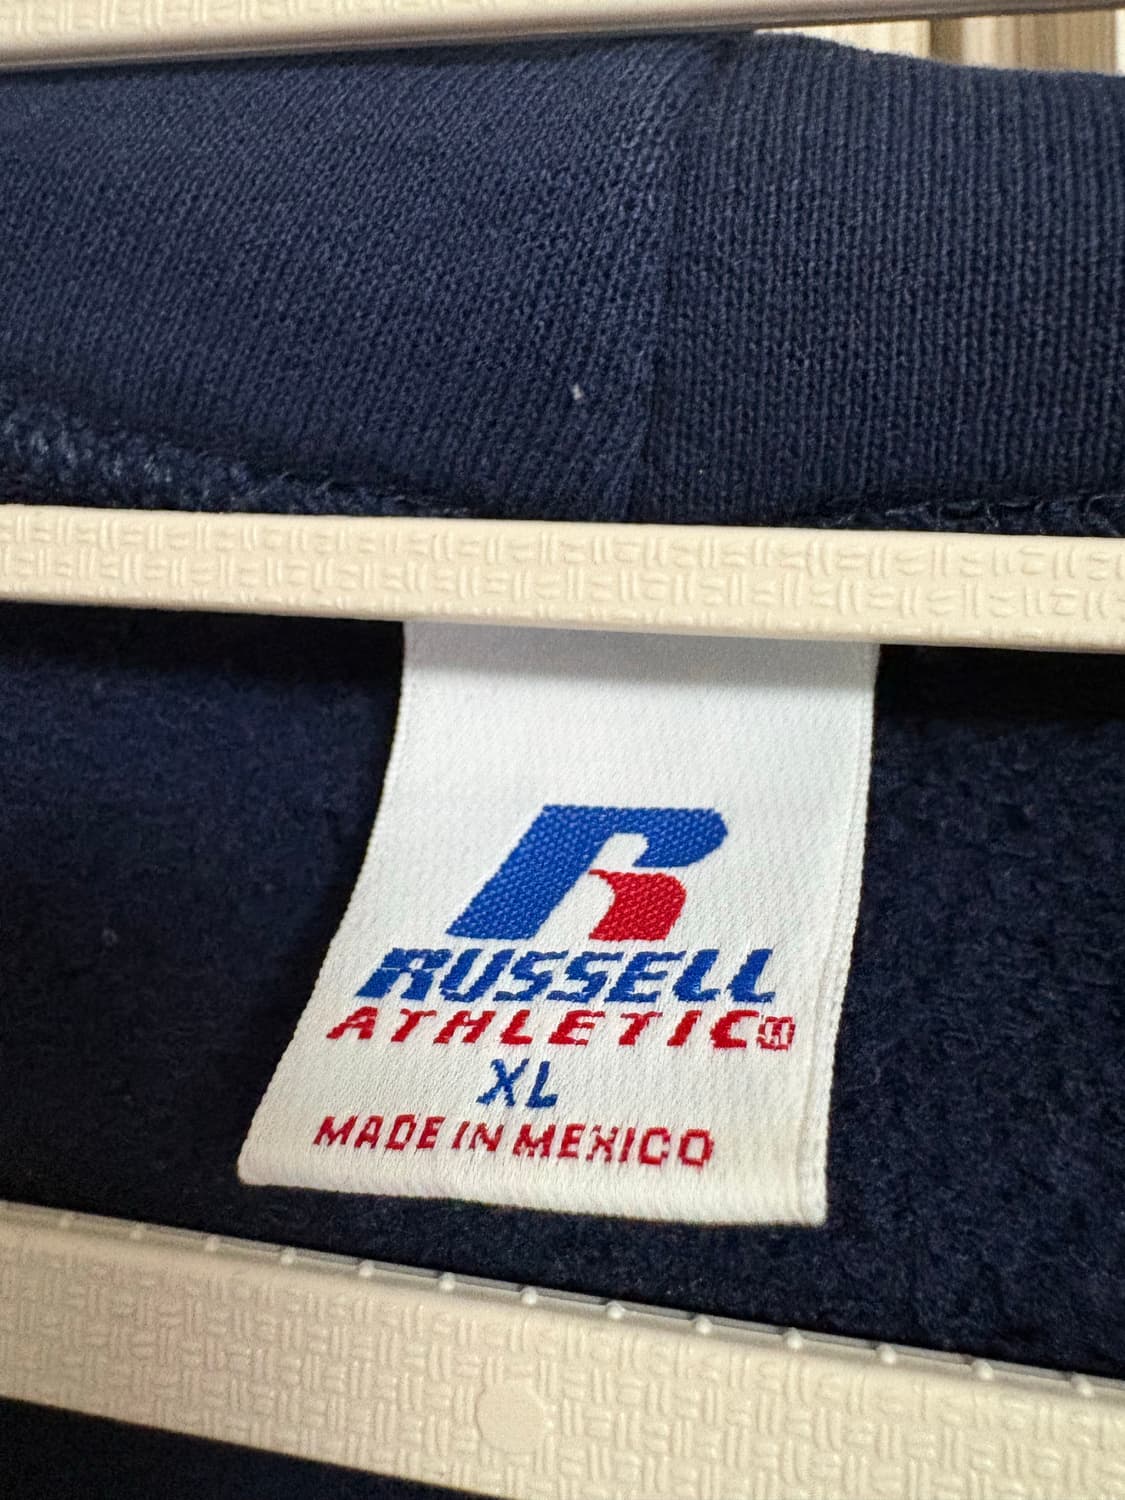 R
RUSSELL
ATHLETIC®
XL
MADE IN MEXICO